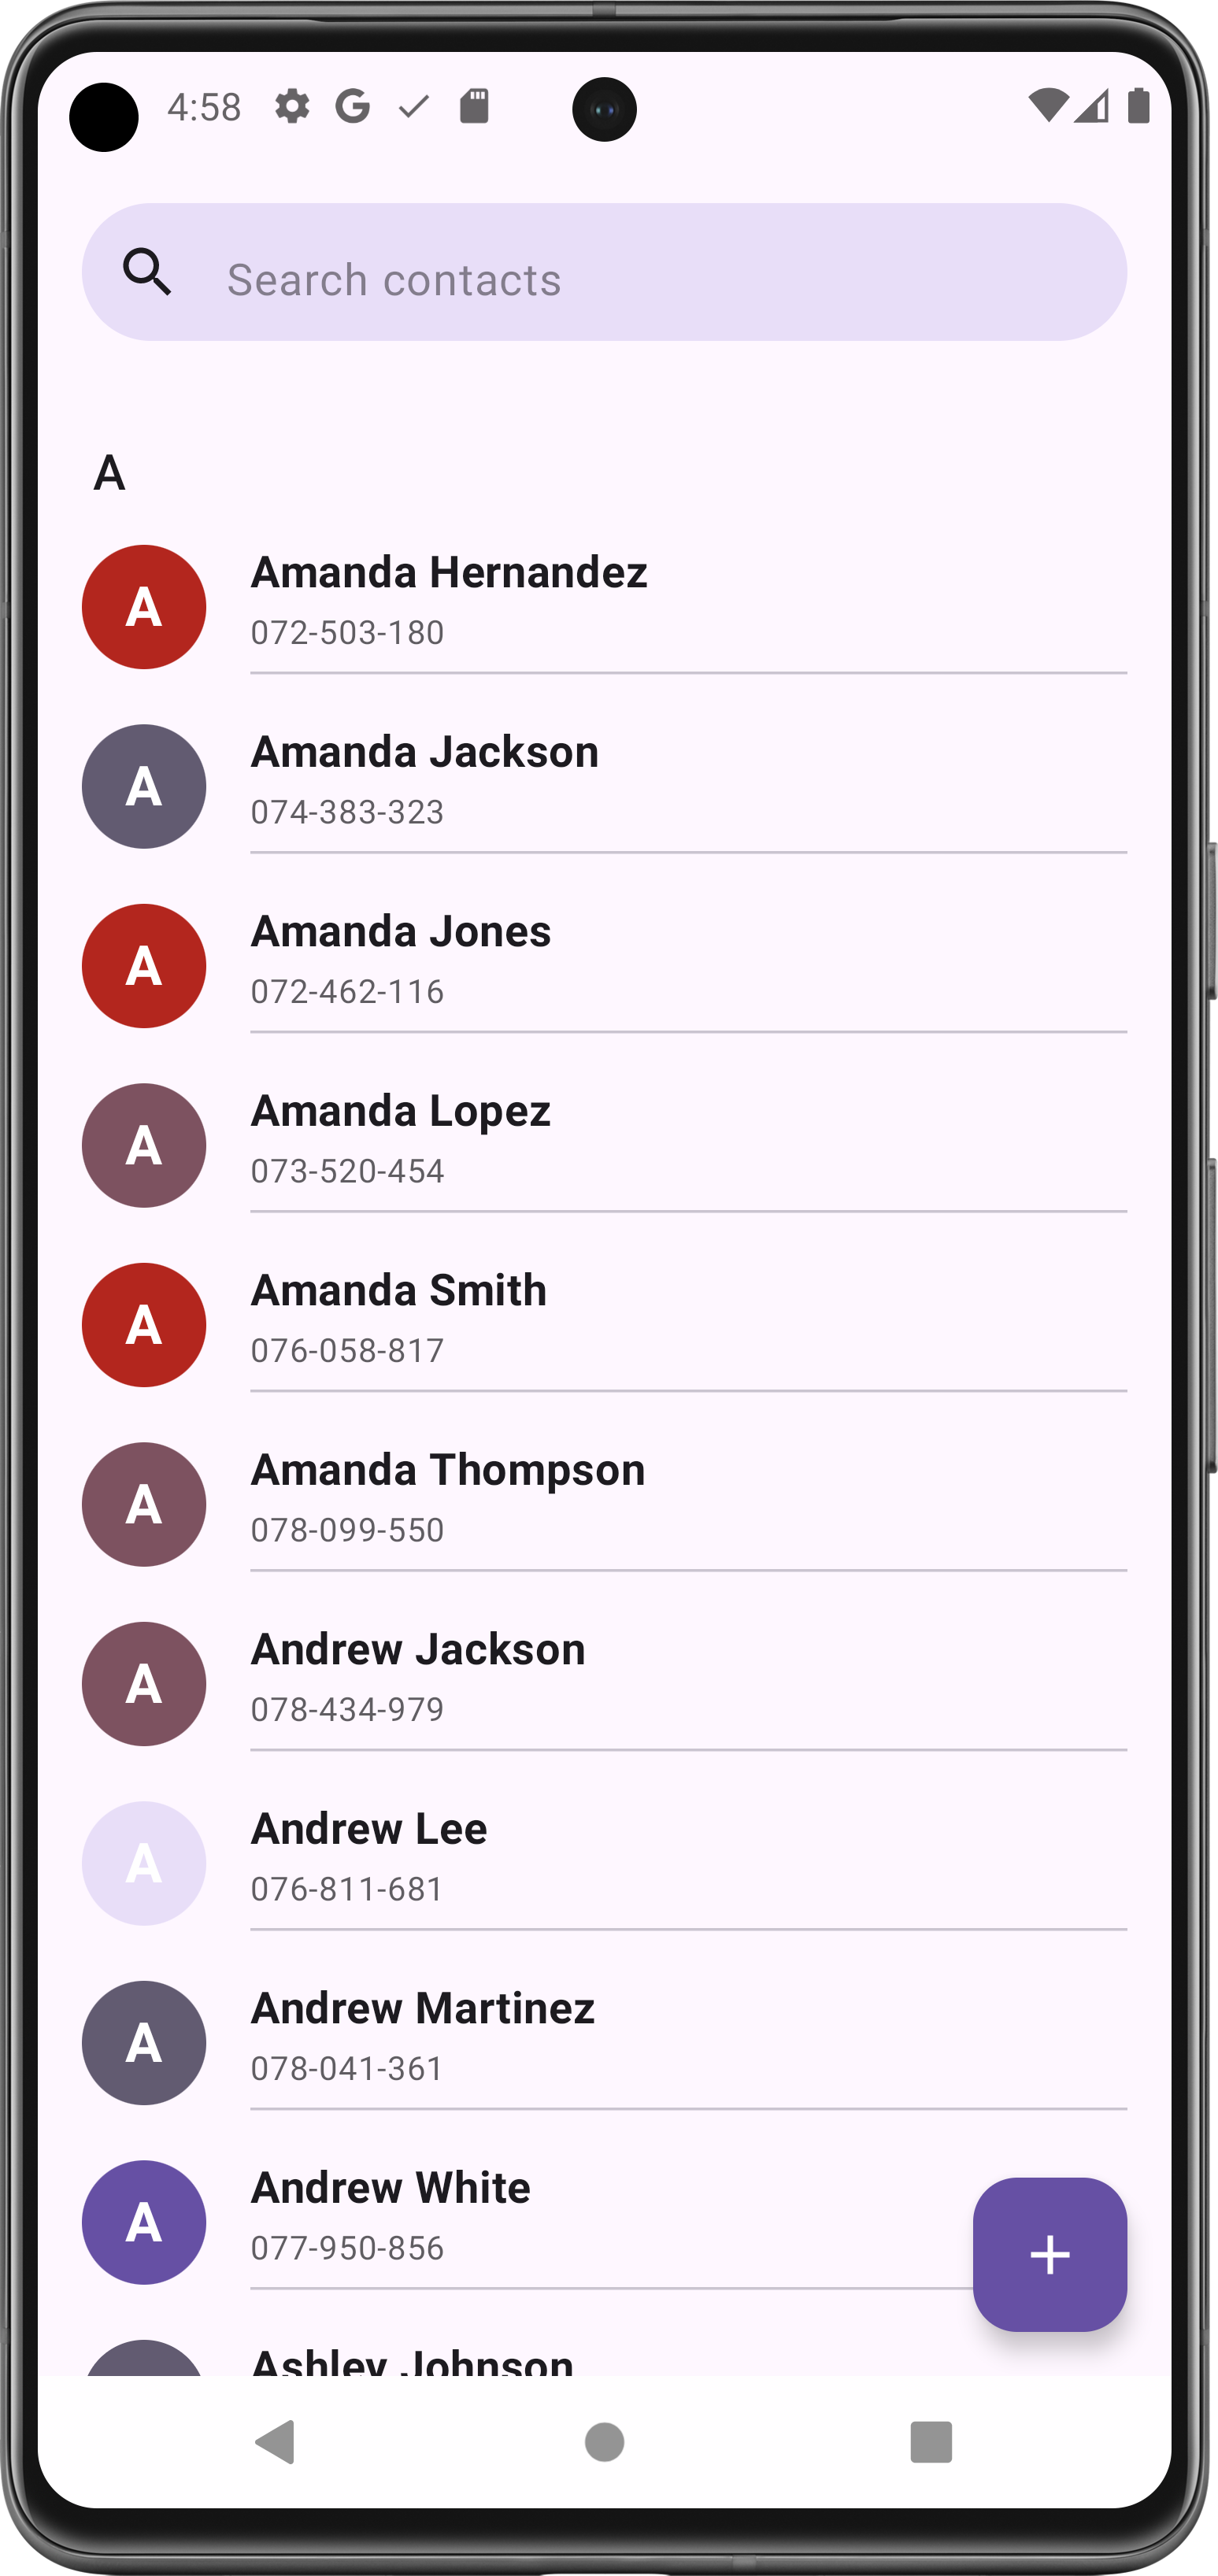 4:58
Search contacts
A
A
Amanda Hernandez
072-503-180
A
Amanda Jackson
074-383-323
A
Amanda Jones
072-462-116
A
Amanda Lopez
073-520-454
A
Amanda Smith
076-058-817
A
Amanda Thompson
078-099-550
A
Andrew Jackson
078-434-979
A
Andrew Lee
076-811-681
A
Andrew Martinez
078-041-361
A
Andrew White
077-950-856
Ashley Johnson